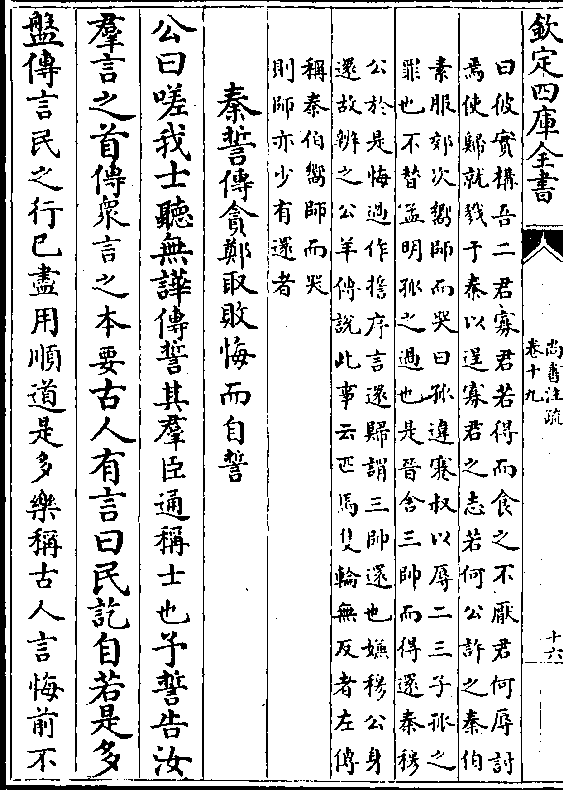 欽定四庫全書
尚書注疏
卷十九
十六
曰彼實構吾二君寡君若得而食之不厭君何辱討
焉使歸就戮于秦以逞寡君之志若何公許之秦伯
素服郊次嚮師而哭曰孤違蹇叔以辱二三子孤之
罪也不替孟明孤之過也是晉舍三帥而得還秦穆
公於是悔過作誓序言還歸謂三帥還也嫌穆公身
還故辨之公羊傳說此事云匹馬隻輪無反者左傳
稱秦伯嚮師而哭
則師亦少有還者
秦誓傳貪鄭取敗悔而自誓
公曰嗟我士聽無譁傳誓其羣臣通稱士也予誓告汝
羣言之首傳衆言之本要古人有言曰民訖自若是多
盤傳言民之行已盡用順道是多樂稱古人言悔前不